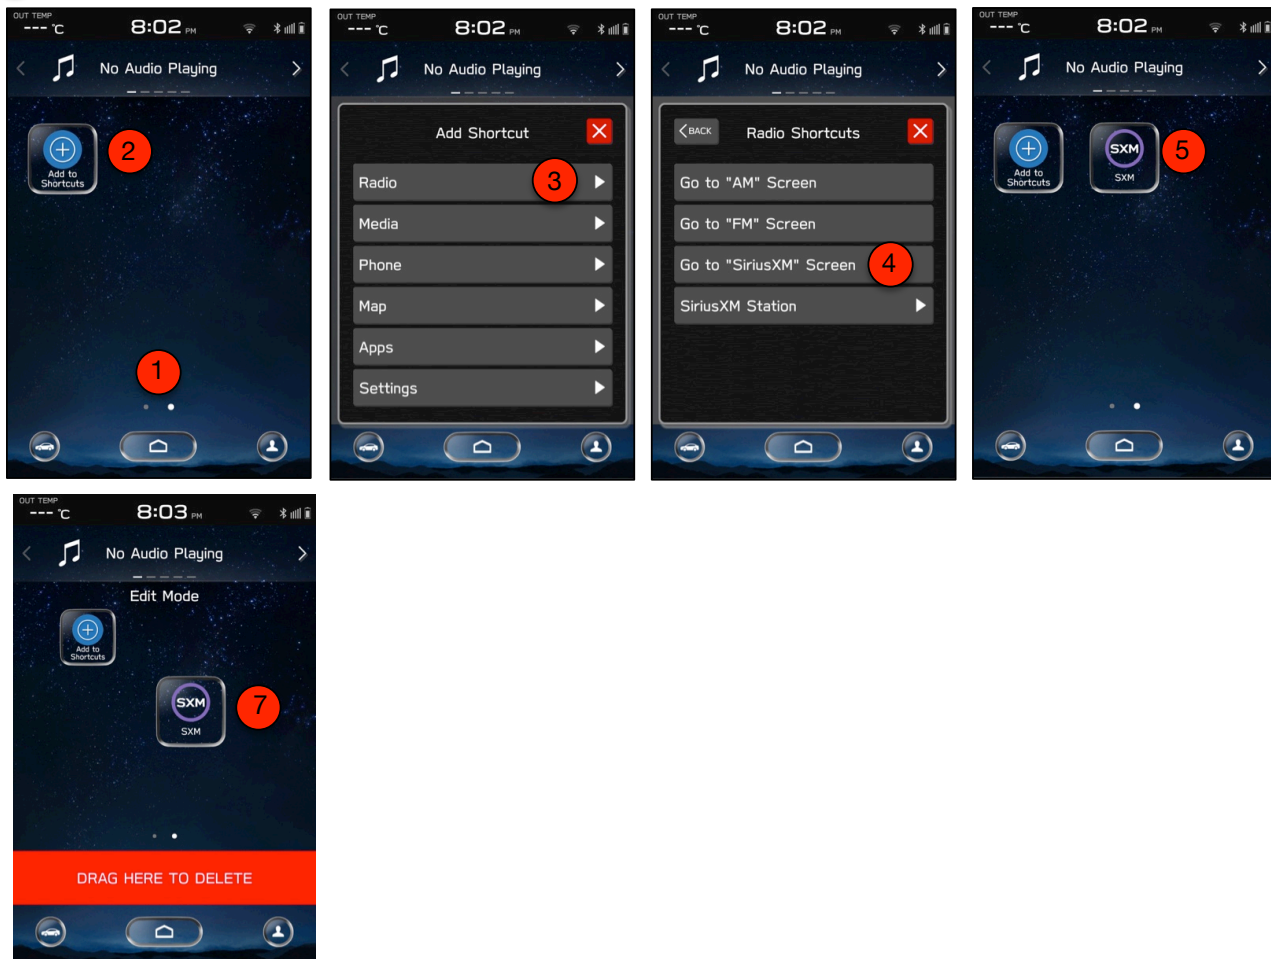 OUT TEMP
--- °C 8:02 PM
No Audio Playing
Add to
Shortcuts
2
1
OUT TEMP
--- °C 8:02 PM
No Audio Playing
Add Shortcut
Radio 3
Media
Phone
Map
Apps
Settings
OUT TEMP
--- °C 8:02 PM
No Audio Playing
BACK Radio Shortcuts
Go to "AM" Screen
Go to "FM" Screen
Go to "SiriusXM" Screen 4
SiriusXM Station
OUT TEMP
--- °C 8:02 PM
No Audio Playing
Add to
Shortcuts
SXM
SXM
5
OUT TEMP
--- °C 8:03 PM
No Audio Playing
Edit Mode
Add to
Shortcuts
SXM
SXM
7
DRAG HERE TO DELETE